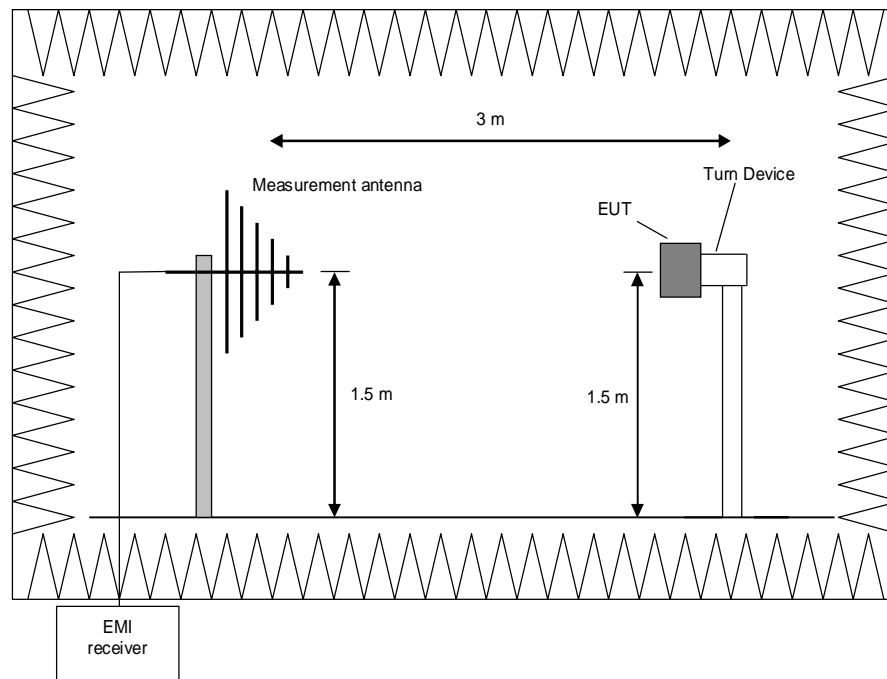 3 m
Turn Device
Measurement antenna
EUT
1.5 m
1.5 m
EMI
receiver